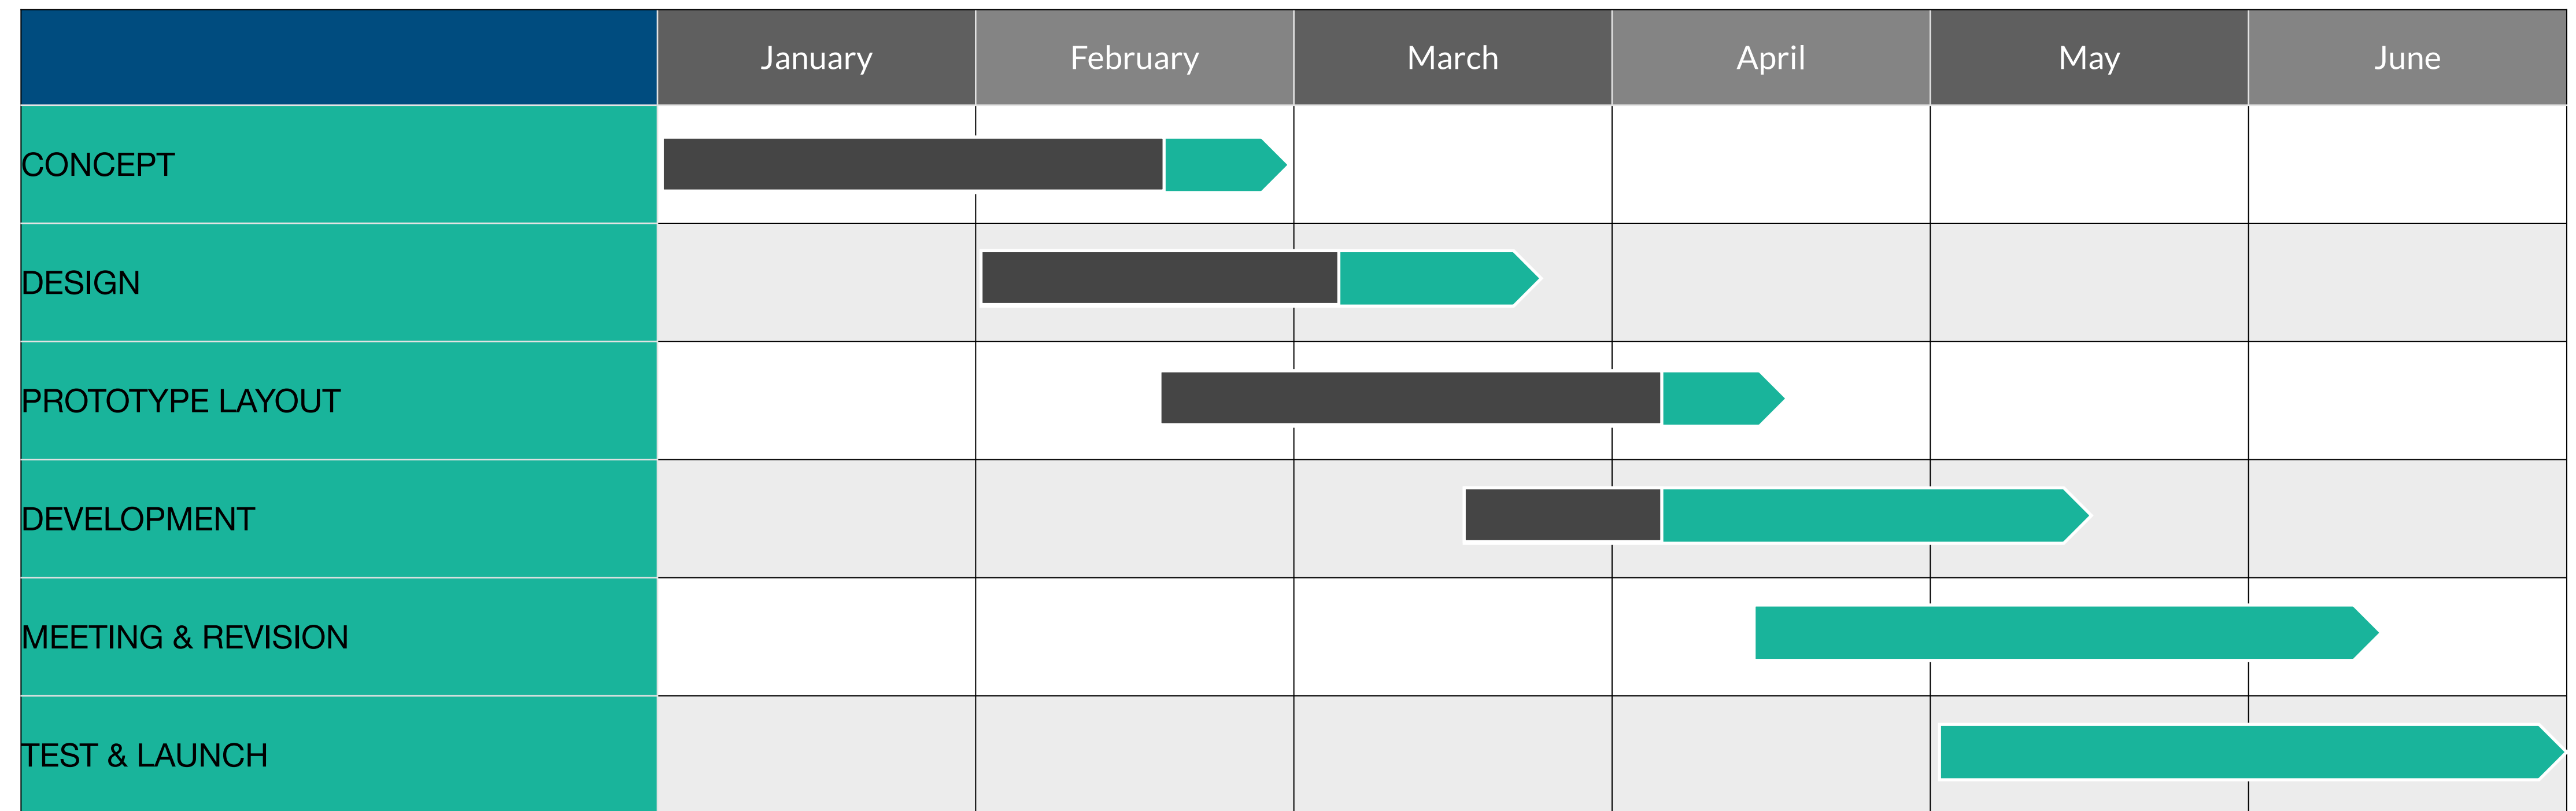 January February March April May June
CONCEPT
DESIGN
PROTOTYPE LAYOUT
DEVELOPMENT
MEETING & REVISION
TEST & LAUNCH